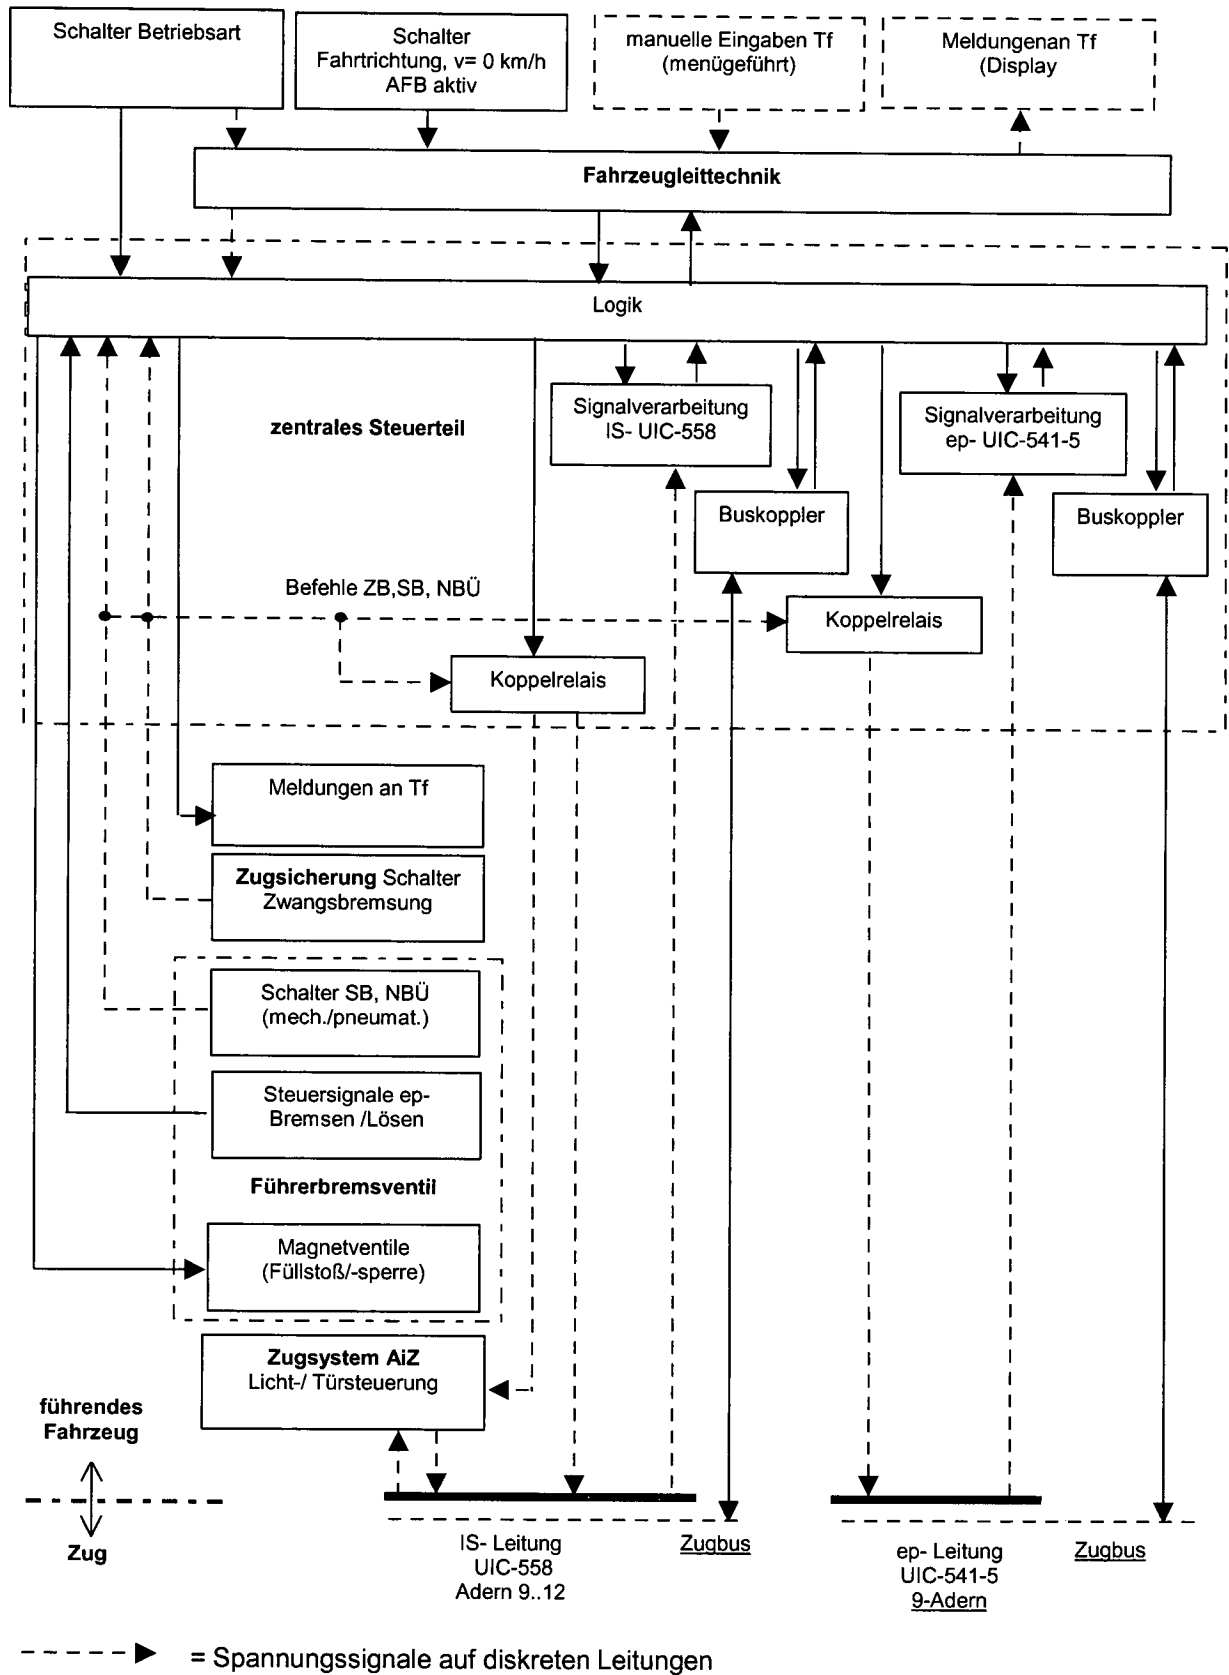 Schalter Betriebsart
Schalter
Fahrtrichtung, v= 0 km/h
AFB aktiv
manuelle Eingaben Tf
(menügeführt)
Meldungenan Tf
(Display
Fahrzeugleittechnik
Logik
zentrales Steuerteil
Signalverarbeitung
IS- UIC-558
Signalverarbeitung
ep- UIC-541-5
Buskoppler
Buskoppler
Befehle ZB,SB, NBÜ
Koppelrelais
Koppelrelais
Meldungen an Tf
Zugsicherung Schalter
Zwangsbremsung
Schalter SB, NBÜ
(mech./pneumat.)
Steuersignale ep-
Bremsen /Lösen
Führerbremsventil
Magnetventile
(Füllstoß/-sperre)
Zugsystem AiZ
Licht-/ Türsteuerung
führendes
Fahrzeug
Zug
IS- Leitung
UIC-558
Adern 9..12
Zugbus
ep- Leitung
UIC-541-5
9-Adern
Zugbus
= Spannungssignale auf diskreten Leitungen